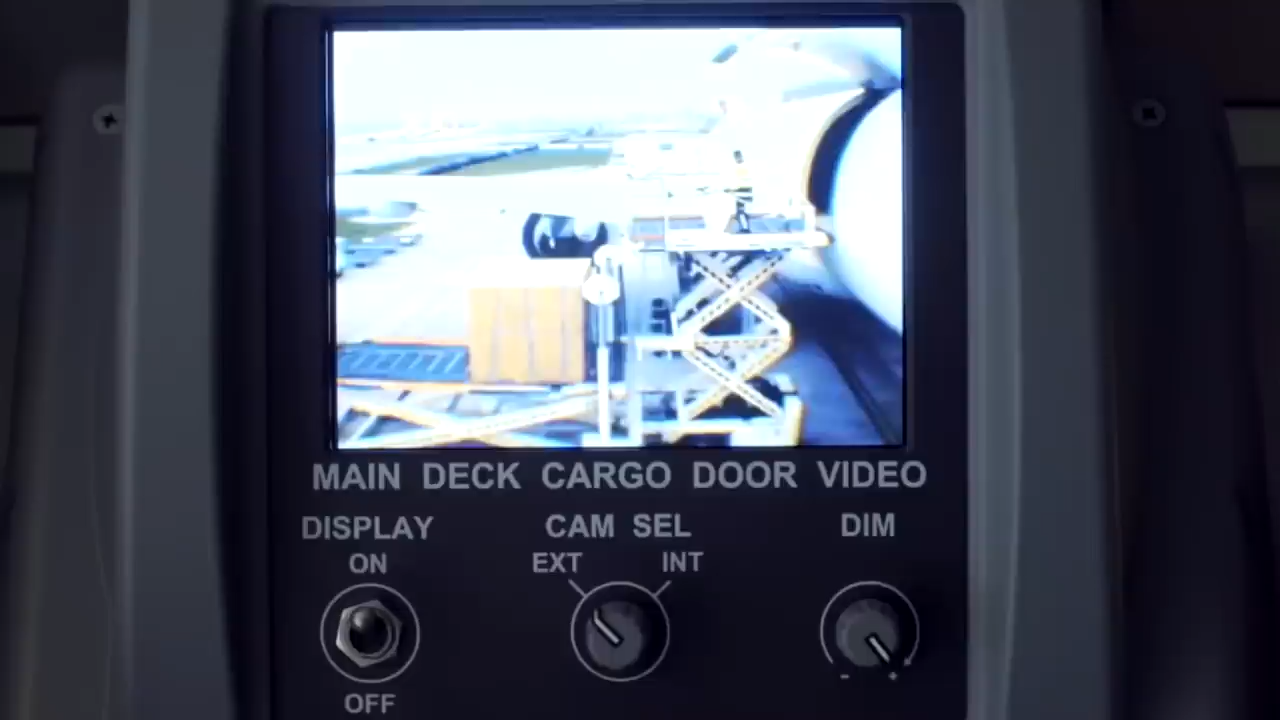 MAIN DECK CARGO DOOR VIDEO
DISPLAY CAM SEL DIM
ON EXT INT
- +
OFF